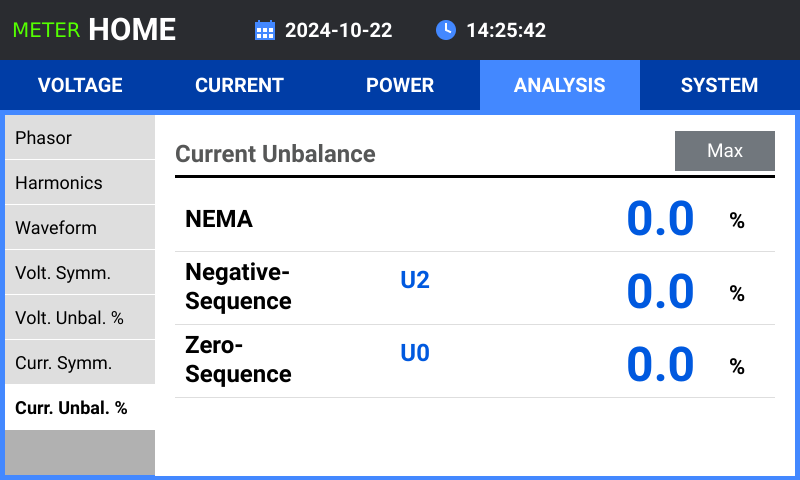 METER HOME 2024-10-22 14:25:42
VOLTAGE CURRENT POWER ANALYSIS SYSTEM
Phasor
Harmonics
Waveform
Volt. Symm.
Volt. Unbal. %
Curr. Symm.
Curr. Unbal. %
Current Unbalance Max
NEMA 0.0 %
Negative-
Sequence U2 0.0 %
Zero-
Sequence U0 0.0 %